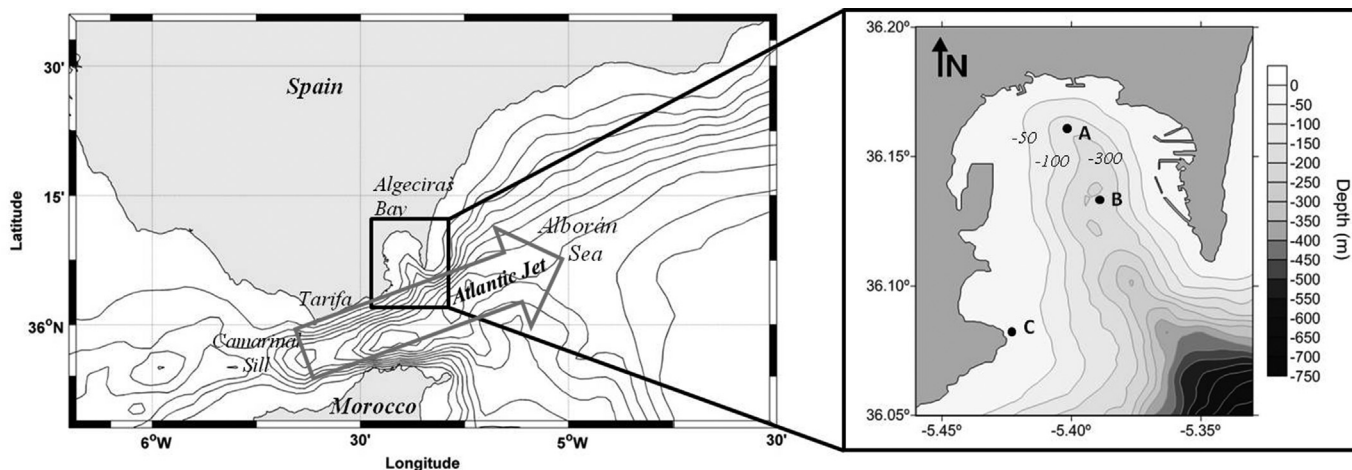 30'
Spain
15'
Algeciras
Bay
Alborán
Sea
Atlantic Jet
Tarifa
36°N
Camarinal
Sill
Morocco
6°W
30'
5°W
30'
Latitude
Longitude
36.20°
36.15°
36.10°
36.05°
-5.45°
-5.40°
-5.35°
N
A
-50
-100
-300
B
C
0
-50
-100
-150
-200
-250
-300
-350
-400
-450
-500
-550
-600
-650
-700
-750
Depth (m)